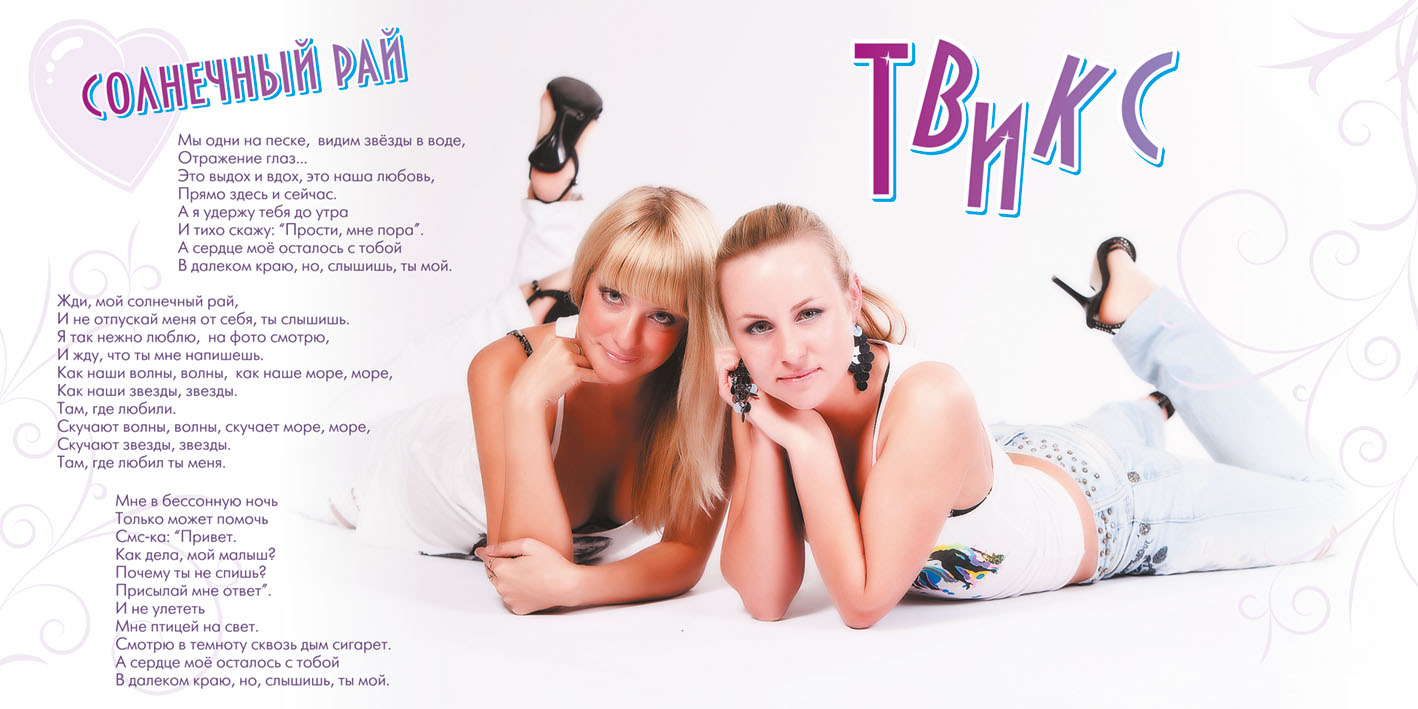 СОЛНЕЧНЫЙ РАЙ
Мы одни на песке, видим звёзды в воде,
Отражение глаз...
Это выдох и вдох, это наша любовь,
Прямо здесь и сейчас.
А я удержу тебя до утра
И тихо скажу: “Прости, мне пора”.
А сердце моё осталось с тобой
В далеком краю, но, слышишь, ты мой.
Жди, мой солнечный рай,
И не отпускай меня от себя, ты слышишь.
Я так нежно люблю, на фото смотрю,
И жду, что ты мне напишешь.
Как наши волны, волны, как наше море, море,
Как наши звезды, звезды.
Там, где любили.
Скучают волны, волны, скучает море, море,
Скучают звезды, звезды.
Там, где любил ты меня.
Мне в бессонную ночь
Только может помочь
Смс-ка: “Привет.
Как дела, мой малыш?
Почему ты не спишь?
Присылай мне ответ”.
И не улететь
Мне птицей на свет.
Смотрю в темноту сквозь дым сигарет.
А сердце моё осталось с тобой
В далеком краю, но, слышишь, ты мой.
ТВИКС